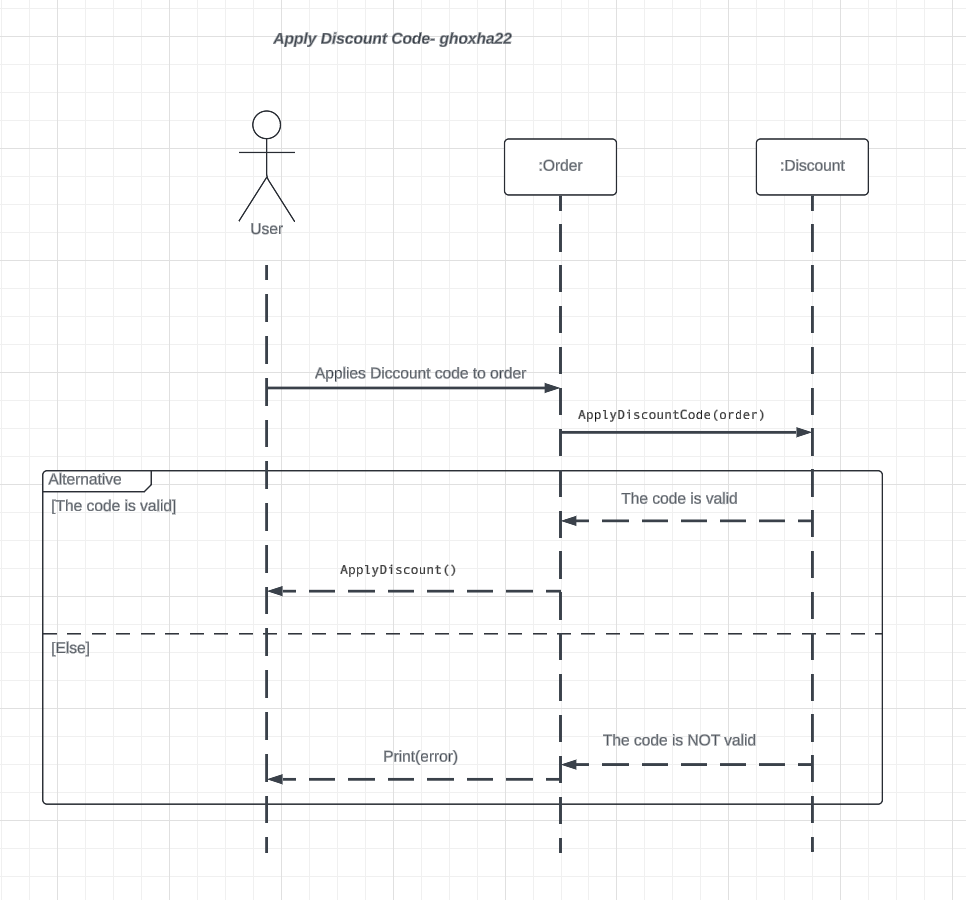 Apply Discount Code- ghoxha22
:Order
:Discount
User
Applies Diccount code to order
ApplyDiscountCode(order)
Alternative
[The code is valid]
The code is valid
ApplyDiscount()
[Else]
The code is NOT valid
Print(error)